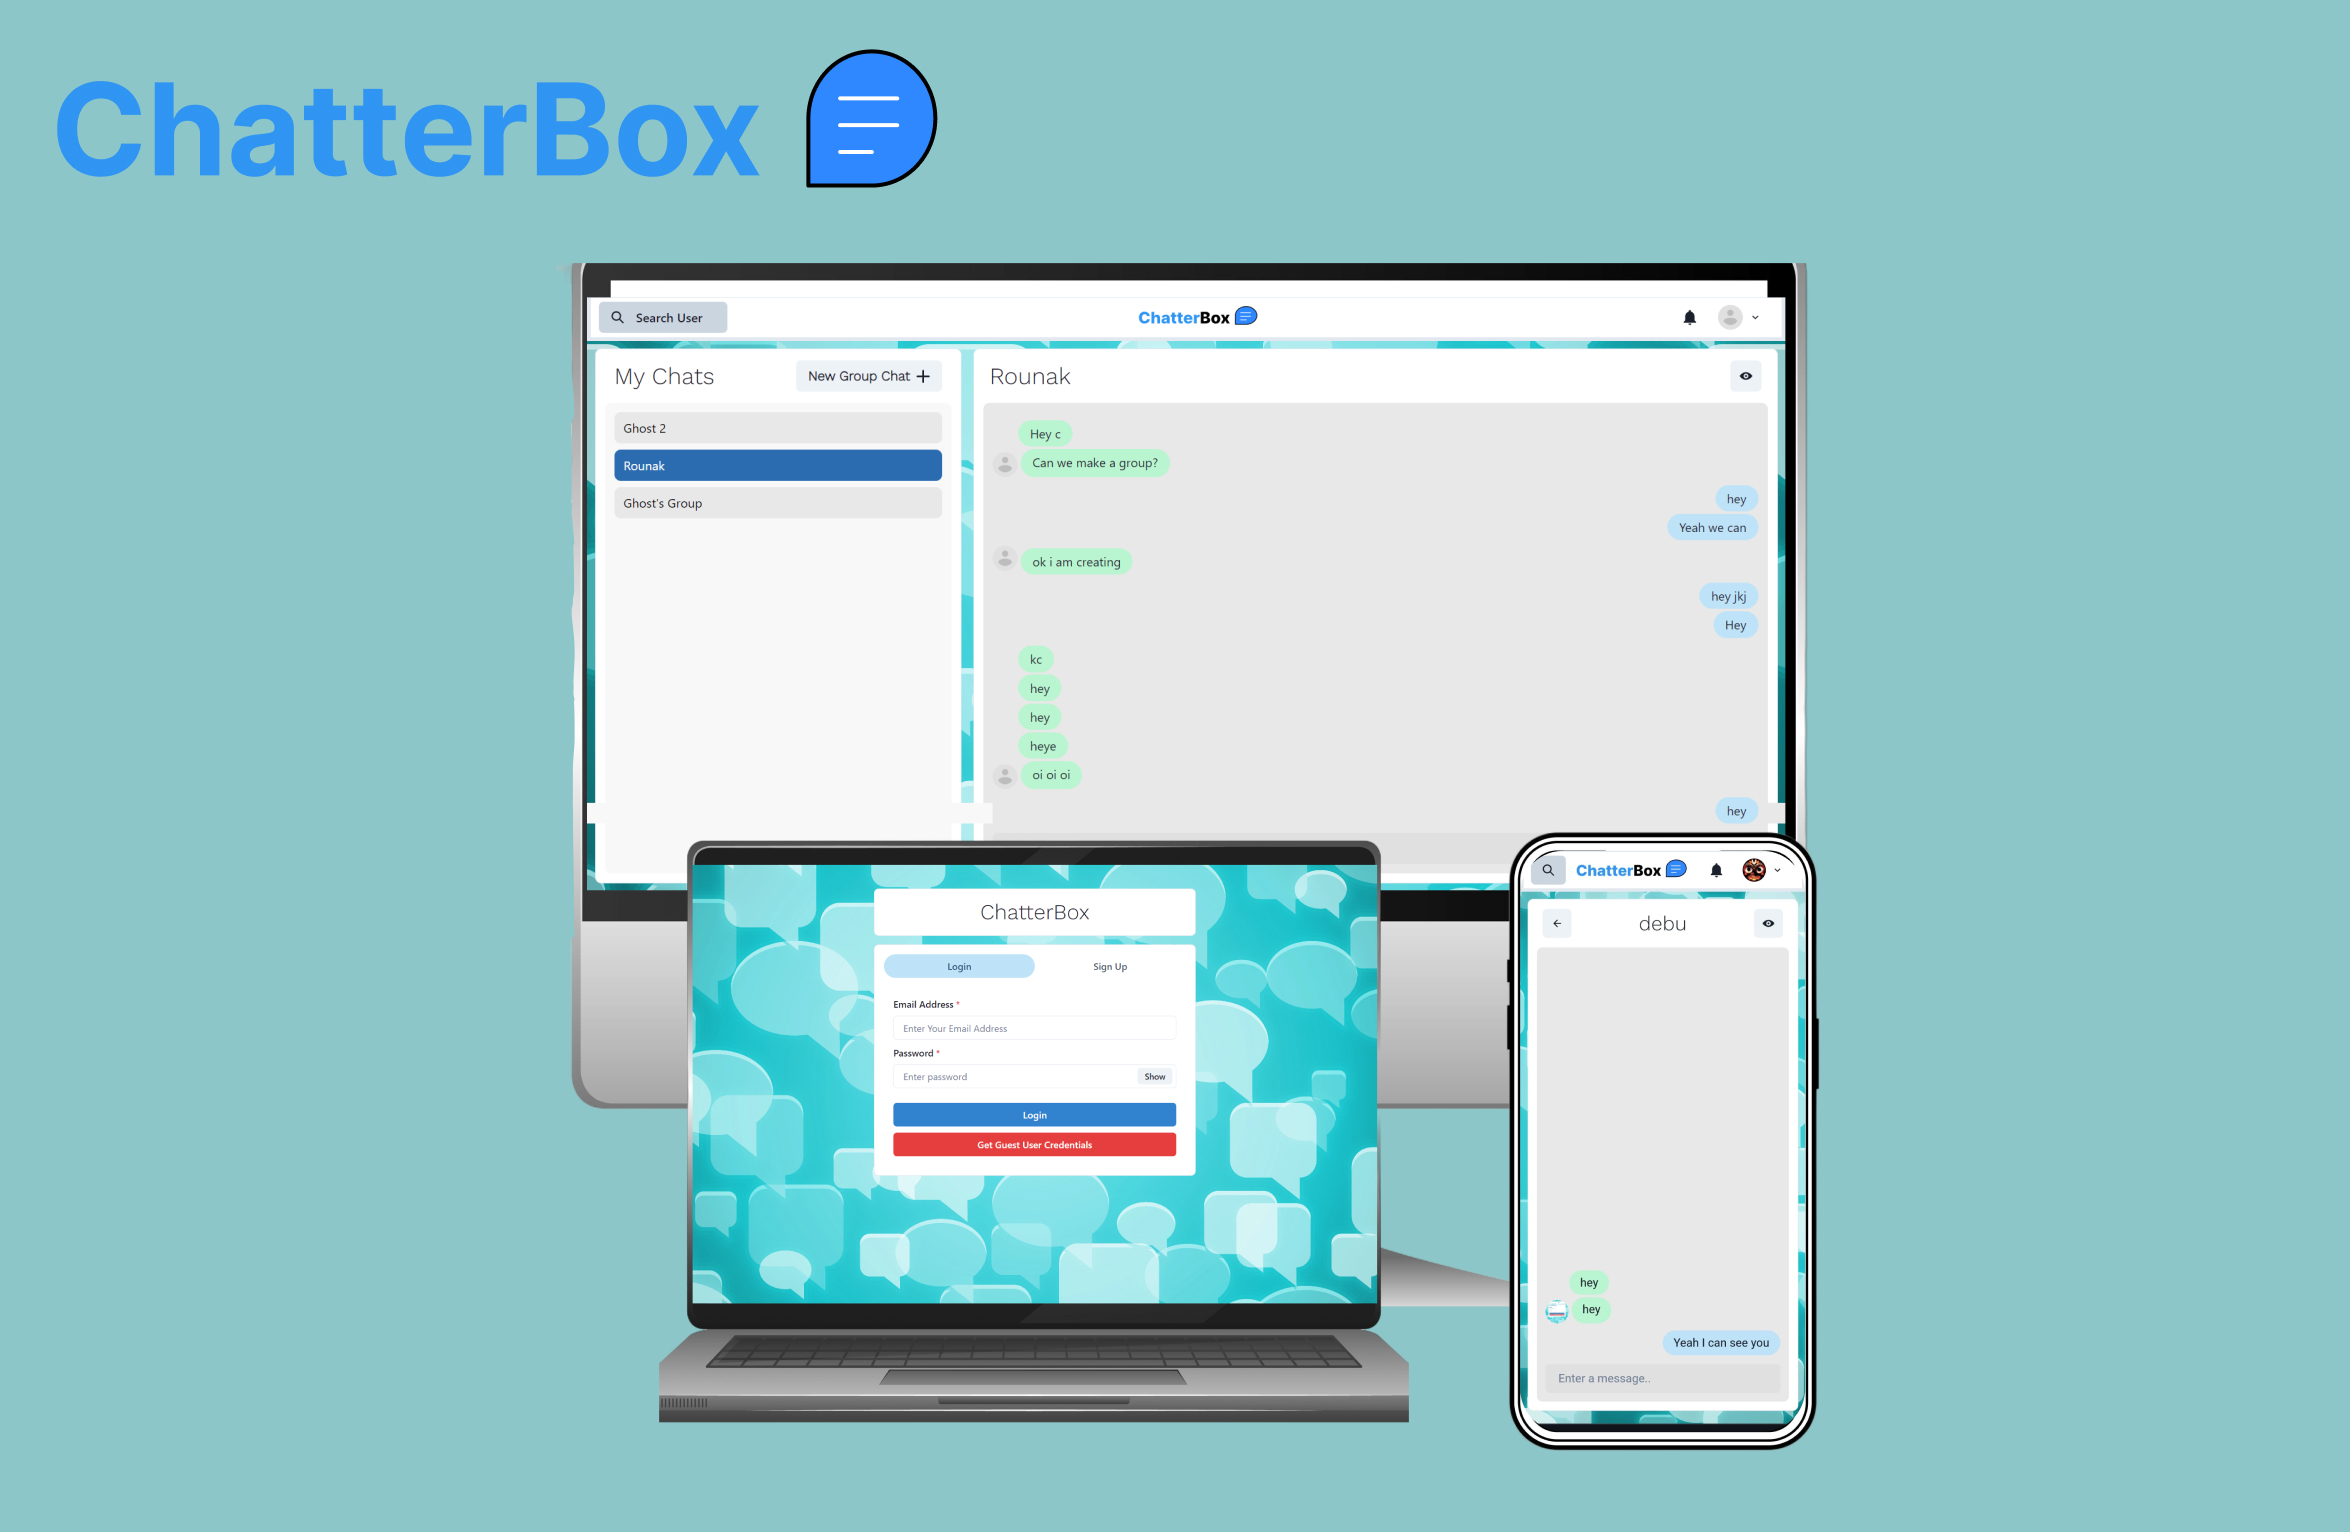 ChatterBox
Search User
ChatterBox
My Chats
New Group Chat +
Ghost 2
Rounak
Ghost's Group
Rounak
Hey c
Can we make a group?
hey
Yeah we can
ok i am creating
hey jkj
Hey
kc
hey
hey
heye
oi oi oi
hey
ChatterBox
Login
Sign Up
Email Address *
Enter Your Email Address
Password *
Enter password
Show
Login
Get Guest User Credentials
ChatterBox
debu
hey
hey
Yeah I can see you
Enter a message..